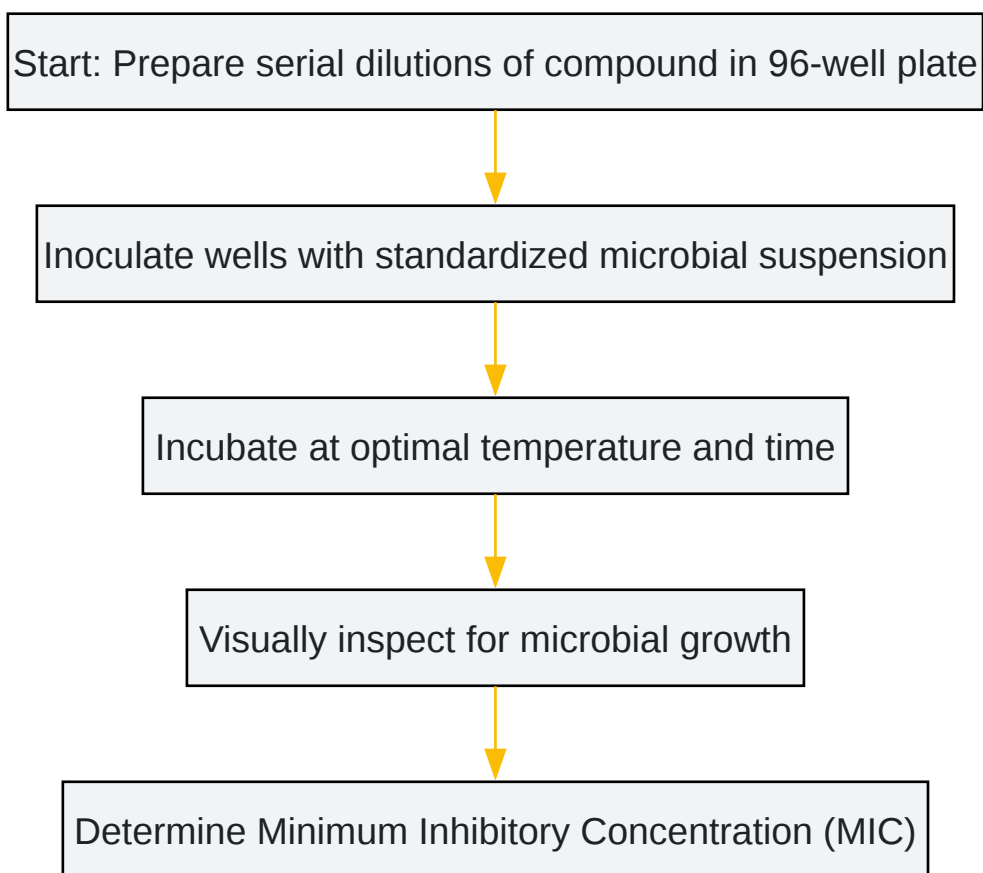 Start: Prepare serial dilutions of compound in 96-well plate
Inoculate wells with standardized microbial suspension
Incubate at optimal temperature and time
Visually inspect for microbial growth
Determine Minimum Inhibitory Concentration (MIC)